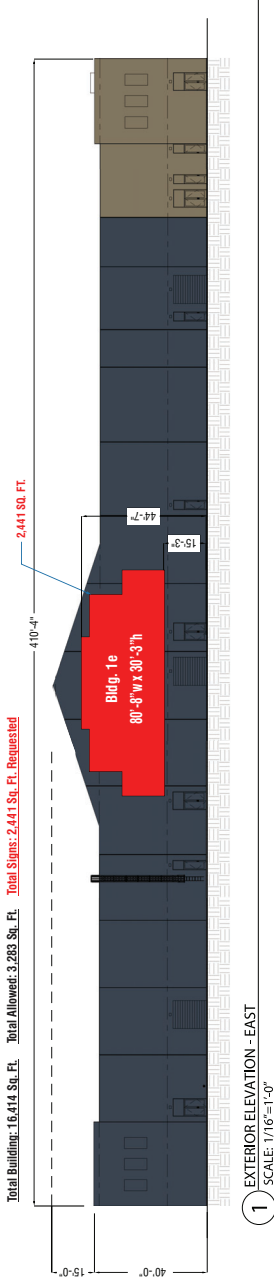 Total Building: 16,414 Sq. Ft. Total Allowed: 3,283 Sq. Ft. Total Signs: 2,441 Sq. Ft. Requested
2,441 SQ. FT.
410'-4"
15'-0"
40'-0"
44'-7"
15'-3"
Bldg. 1e
80'-8"w x 30'-3"h
1 EXTERIOR ELEVATION - EAST
SCALE: 1/16"=1'-0"